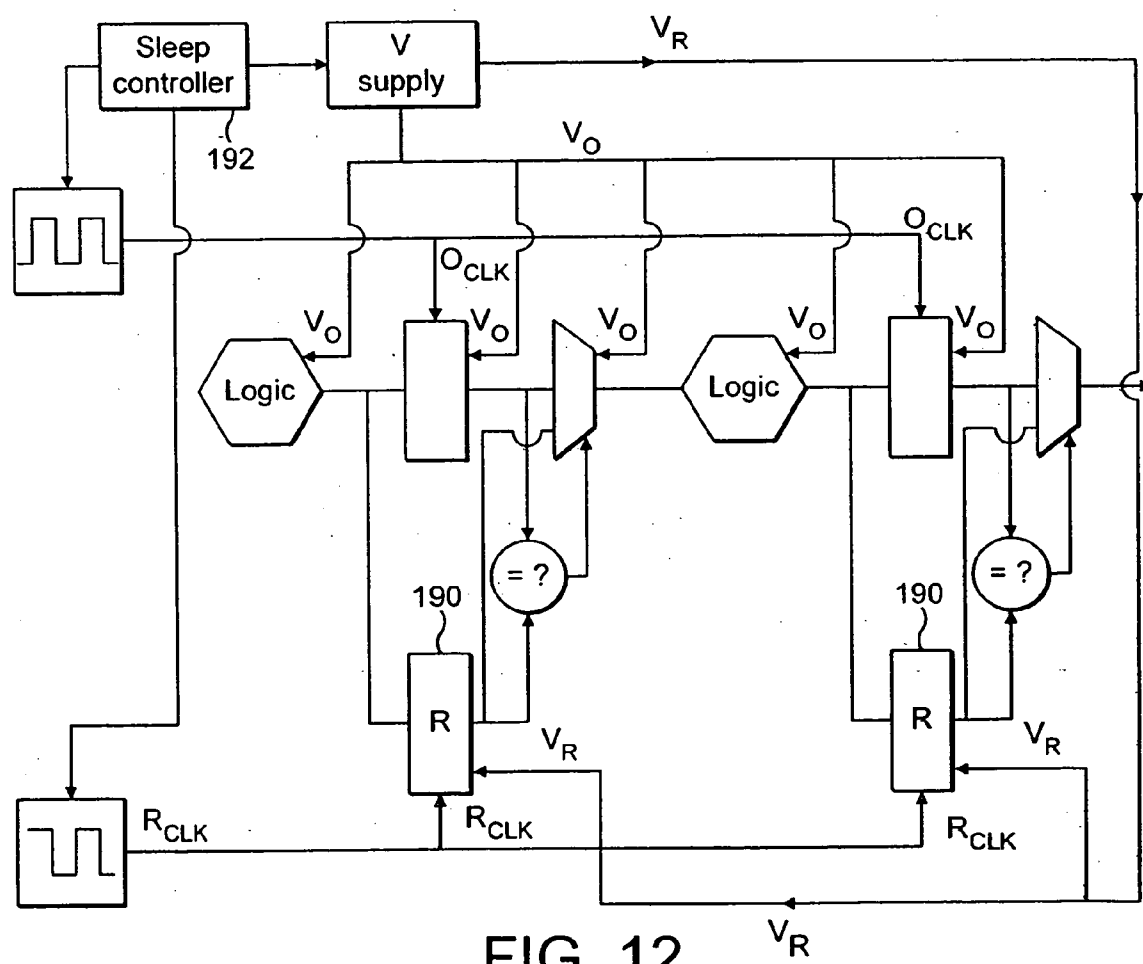 Sleep controller
V supply
V_R
192
V_O
O_CLK
O_CLK
V_O
V_O
V_O
V_O
V_O
Logic
Logic
= ?
= ?
190
190
R
R
V_R
V_R
R_CLK
R_CLK
R_CLK
V_R
FIG. 12